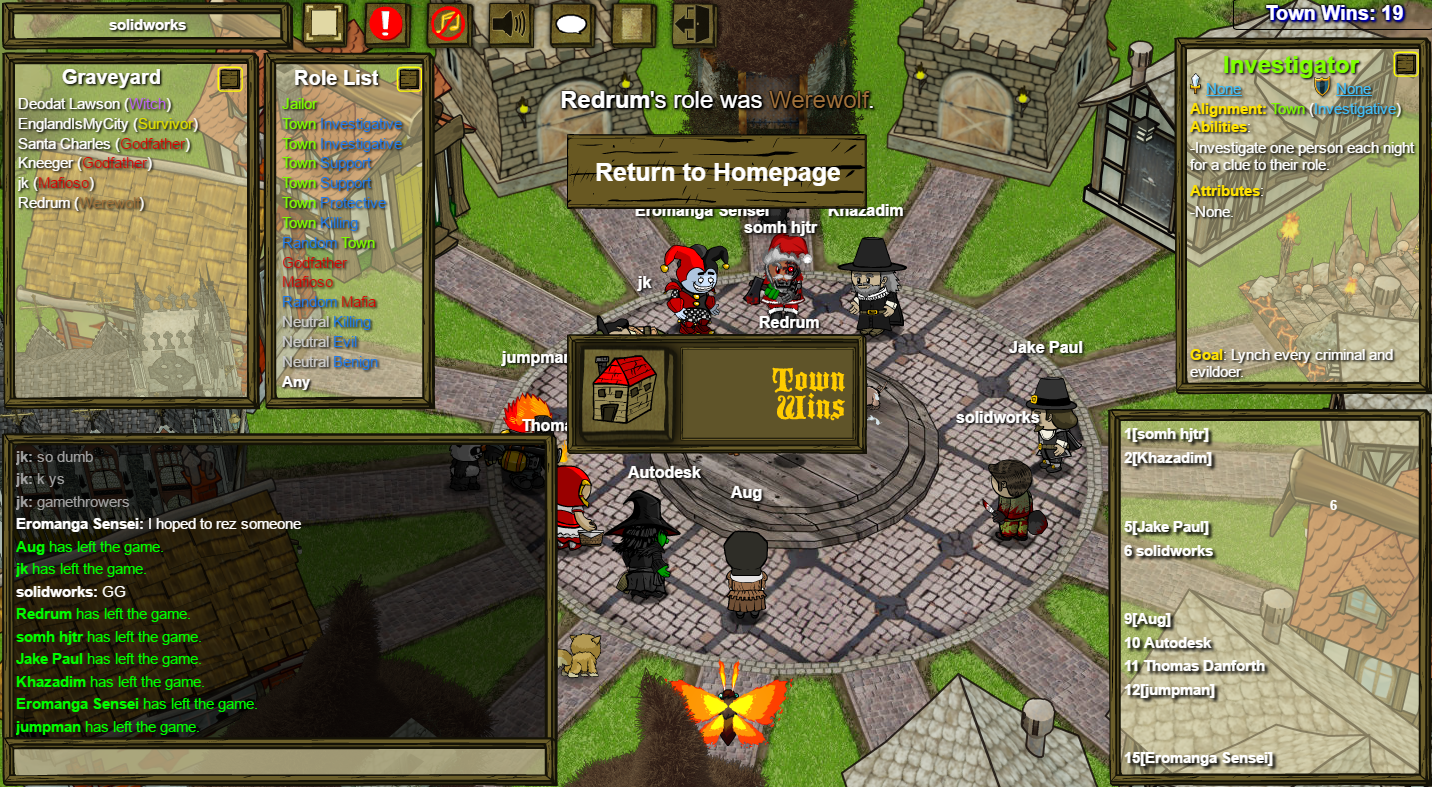 solidworks
Town Wins: 19
Graveyard
Deodat Lawson (Witch)
EnglandIsMyCity (Survivor)
Santa Charles (Godfather)
Kneeger (Godfather)
jk (Mafioso)
Redrum (Werewolf)
Role List
Jailor
Town Investigative
Town Investigative
Town Support
Town Support
Town Protective
Town Killing
Random Town
Godfather
Mafioso
Random Mafia
Neutral Killing
Neutral Evil
Neutral Benign
Any
Redrum's role was Werewolf.
Return to Homepage
Eromanga Sensei
Khazadim
somh hjtr
jk
Redrum
jumpman
Jake Paul
Town
Wins
solidworks
Thoma
Autodesk
Aug
Investigator
None
None
Alignment: Town (Investigative)
Abilities:
-Investigate one person each night
for a clue to their role.
Attributes:
-None.
Goal: Lynch every criminal and
evildoer.
jk: so dumb
jk: k ys
jk: gamethrowers
Eromanga Sensei: I hoped to rez someone
Aug has left the game.
jk has left the game.
solidworks: GG
Redrum has left the game.
somh hjtr has left the game.
Jake Paul has left the game.
Khazadim has left the game.
Eromanga Sensei has left the game.
jumpman has left the game.
1[somh hjtr]
2[Khazadim]
6
5[Jake Paul]
6 solidworks
9[Aug]
10 Autodesk
11 Thomas Danforth
12[jumpman]
15[Eromanga Sensei]